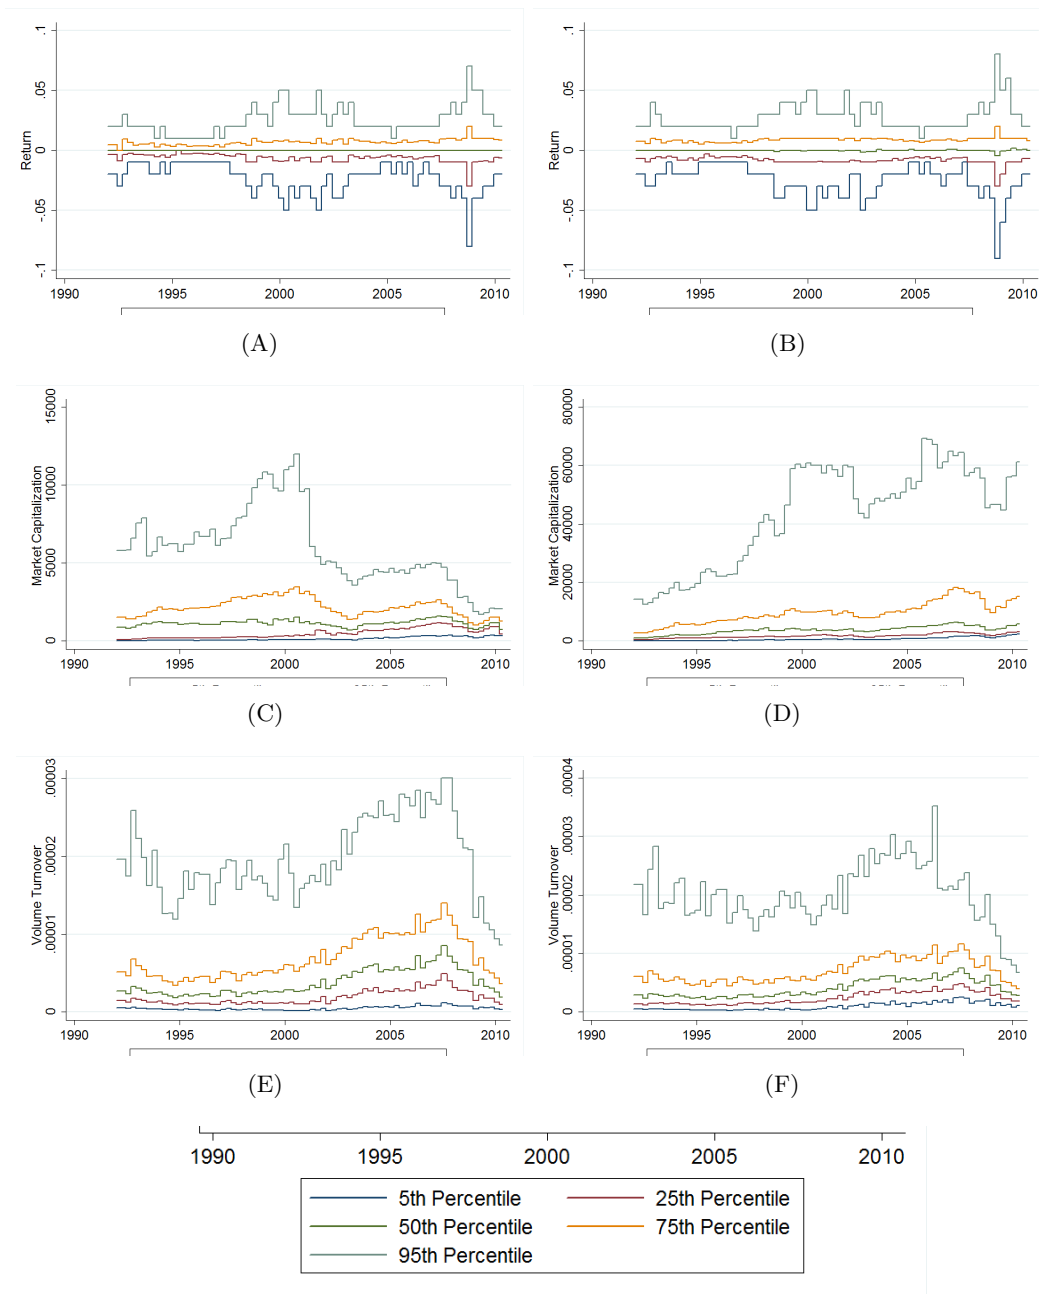 .1
.05
0
-.05
-.1
Return
1990 1995 2000 2005 2010
(A)
.1
.05
0
-.05
-.1
Return
1990 1995 2000 2005 2010
(B)
15000
10000
5000
0
Market Capitalization
1990 1995 2000 2005 2010
(C)
80000
60000
40000
20000
0
Market Capitalization
1990 1995 2000 2005 2010
(D)
.00003
.00002
.00001
0
Volume Turnover
1990 1995 2000 2005 2010
(E)
.00004
.00003
.00002
.00001
0
Volume Turnover
1990 1995 2000 2005 2010
(F)
1990 1995 2000 2005 2010
5th Percentile 25th Percentile
50th Percentile 75th Percentile
95th Percentile